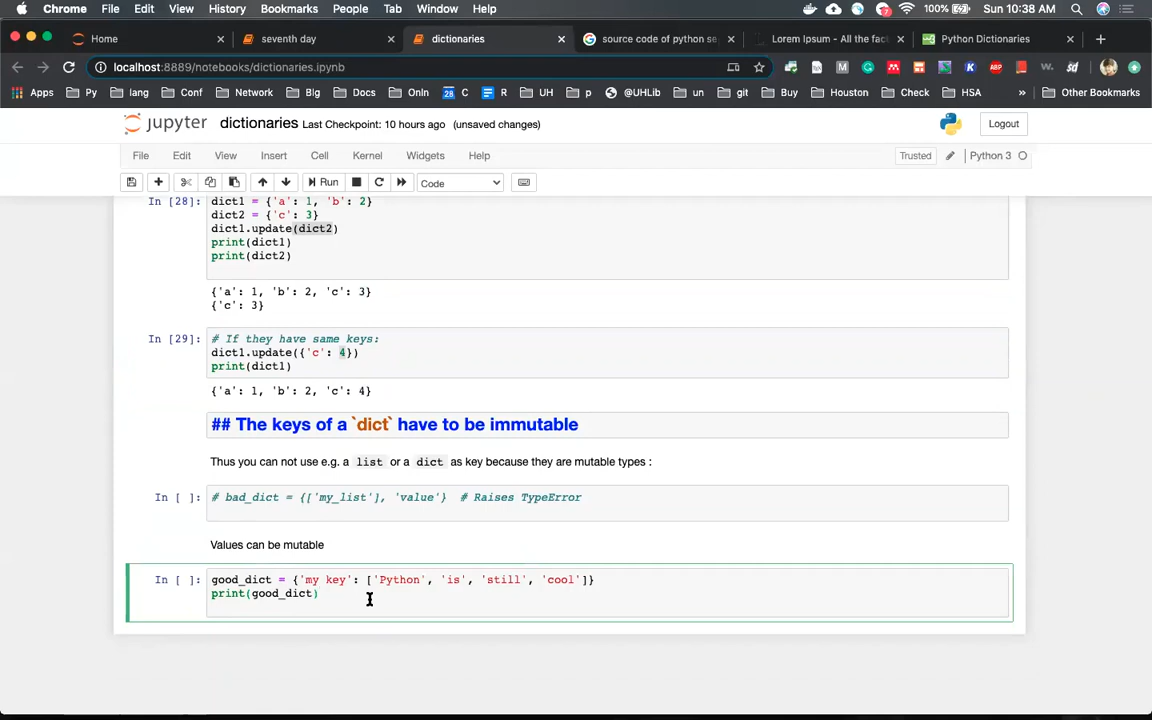 Chrome File Edit View History Bookmarks People Tab Window Help 7 100% Sun 10:38 AM
Home seventh day dictionaries source code of python se Lorem Ipsum - All the fac Python Dictionaries
localhost:8889/notebooks/dictionaries.ipynb
Apps Py lang Conf Network Blg Docs Onln 28 C R UH p @UHLib un git Buy Houston Check HSA » Other Bookmarks
jupyter dictionaries Last Checkpoint: 10 hours ago (unsaved changes) Logout
File Edit View Insert Cell Kernel Widgets Help Trusted Python 3
Run Code
In [28]: dict1 = {'a': 1, 'b': 2}
dict2 = {'c': 3}
dict1.update(dict2)
print(dict1)
print(dict2)
{'a': 1, 'b': 2, 'c': 3}
{'c': 3}
In [29]: # If they have same keys:
dict1.update({'c': 4})
print(dict1)
{'a': 1, 'b': 2, 'c': 4}
## The keys of a `dict` have to be immutable
Thus you can not use e.g. a list or a dict as key because they are mutable types :
In [ ]: # bad_dict = {['my_list'], 'value'} # Raises TypeError
Values can be mutable
In [ ]: good_dict = {'my key': ['Python', 'is', 'still', 'cool']}
print(good_dict)